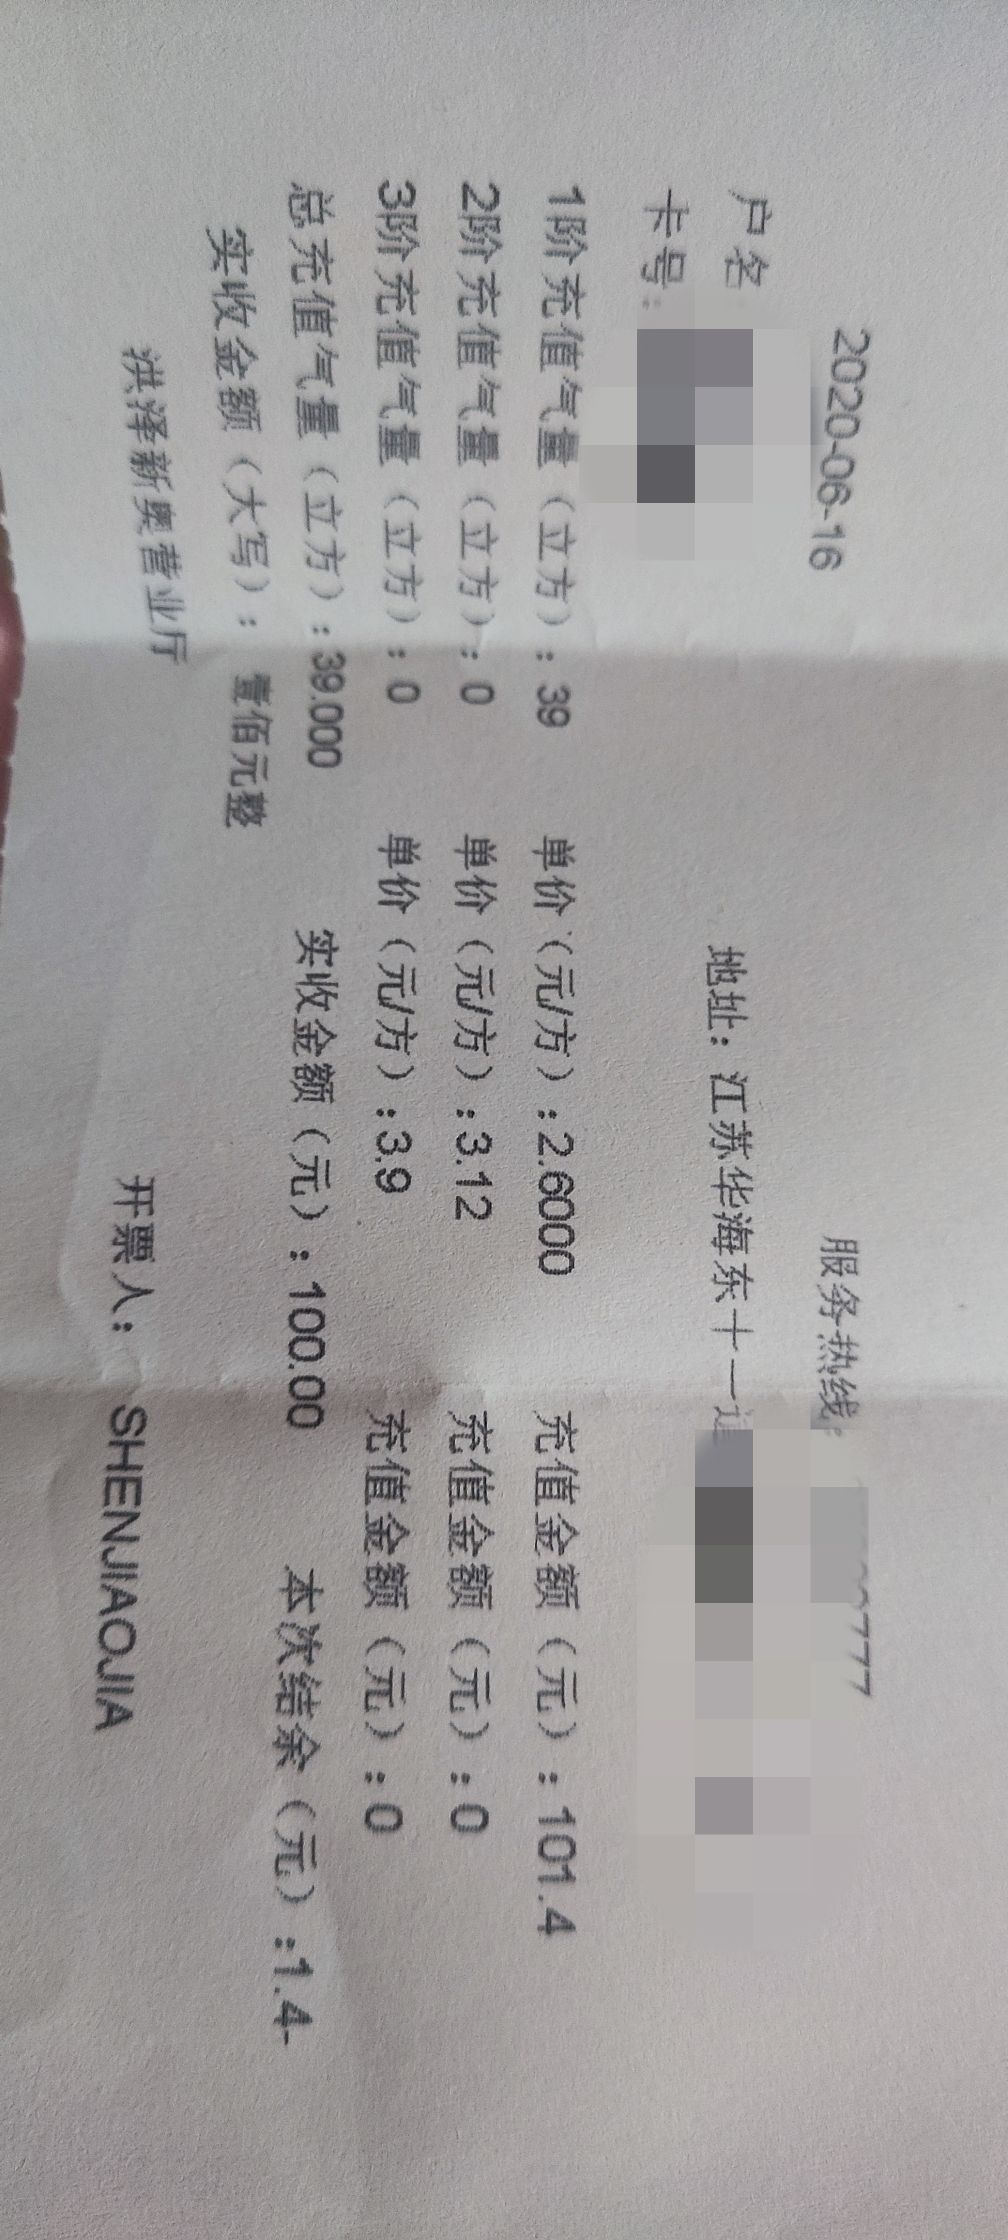 2020-06-16 服务热线: 777
户名 地址: 江苏华海东十一道
卡号:
1阶充值气量（立方）: 39 单价（元/方）: 2.6000 充值金额（元）: 101.4
2阶充值气量（立方）: 0 单价（元/方）: 3.12 充值金额（元）: 0
3阶充值气量（立方）: 0 单价（元/方）: 3.9 充值金额（元）: 0
总充值气量（立方）: 39.000 实收金额（元）: 100.00 本次结余（元）: 1.4
实收金额（大写）: 壹佰元整
洪泽新奥营业厅 开票人: SHENJIAOJIA